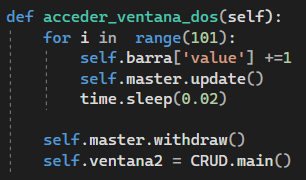 def acceder_ventana_dos(self):
    for i in  range(101):
        self.barra['value'] +=1
        self.master.update()
        time.sleep(0.02)

    self.master.withdraw()
    self.ventana2 = CRUD.main()